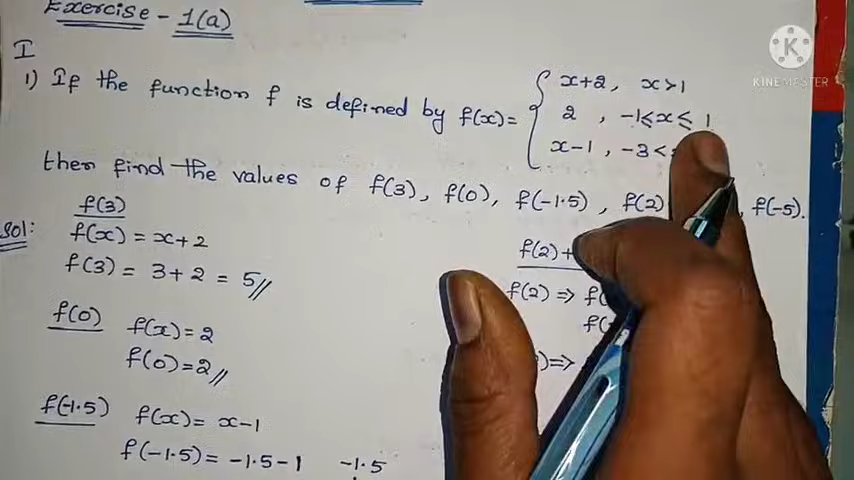 Exercise - 1(a)
I
1) If the function f is defined by f(x)= { x+2, x>1
2 , -1≤x≤ 1
x-1 , -3<
then find the values of f(3), f(0), f(-1.5) , f(2) , f(-5).
Sol: f(3)
f(x) = x+2
f(3) = 3+2 = 5//
f(0) f(x) = 2
f(0) = 2//
f(-1.5) f(x) = x-1
f(-1.5) = -1.5-1 -1.5
f(2)+
f(2) ⇒
⇒
K
KINEMASTER